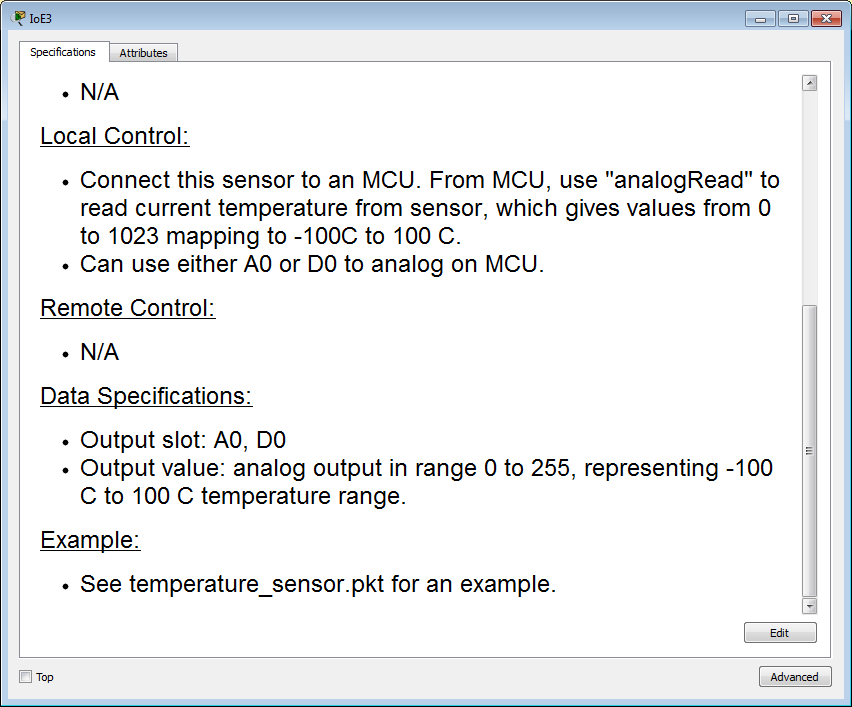 IoE3
Specifications
Attributes
• N/A
Local Control:
• Connect this sensor to an MCU. From MCU, use "analogRead" to
read current temperature from sensor, which gives values from 0
to 1023 mapping to -100C to 100 C.
• Can use either A0 or D0 to analog on MCU.
Remote Control:
• N/A
Data Specifications:
• Output slot: A0, D0
• Output value: analog output in range 0 to 255, representing -100
C to 100 C temperature range.
Example:
• See temperature_sensor.pkt for an example.
Edit
Top
Advanced